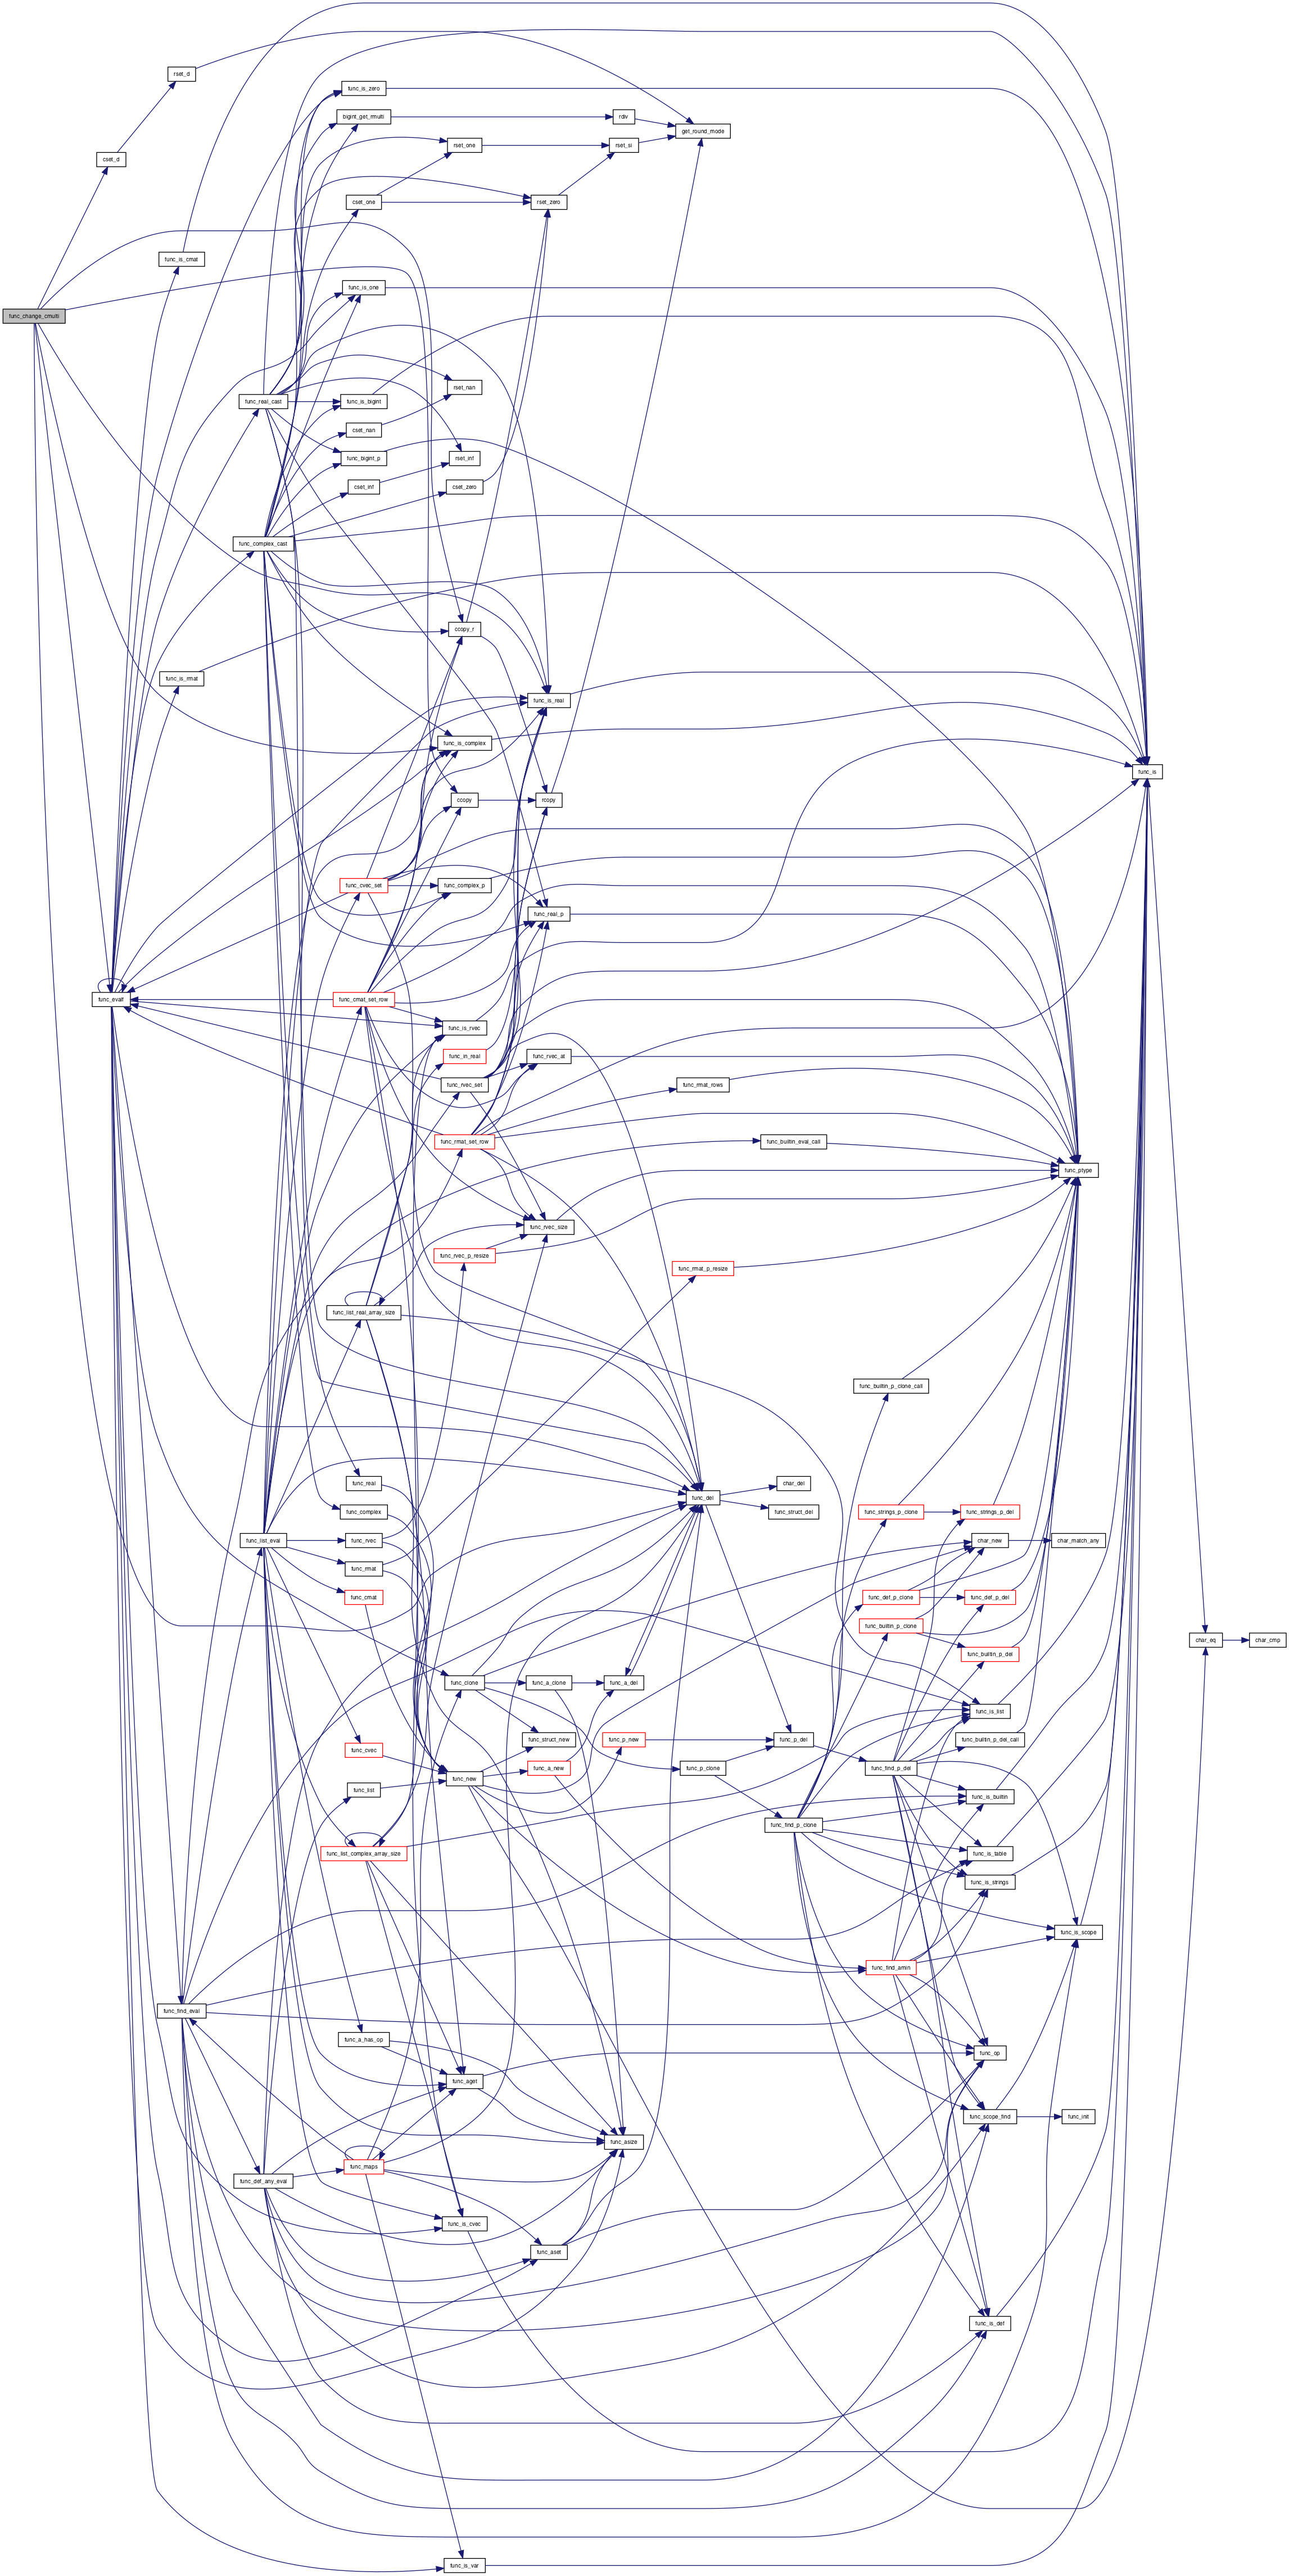 rset_d
func_is_zero
bigint_get_rmulti
rdiv
get_round_mode
rset_one
rset_si
cset_d
cset_one
rset_zero
func_is_cmat
func_is_one
func_change_cmulti
rset_nan
func_real_cast
func_is_bigint
cset_nan
func_bigint_p
rset_inf
cset_inf
cset_zero
func_complex_cast
ccopy_r
func_is_rmat
func_is_real
func_is_complex
func_is
ccopy
rcopy
func_cvec_set
func_complex_p
func_real_p
func_evalf
func_cmat_set_row
func_is_rvec
func_in_real
func_rvec_at
func_rvec_set
func_rmat_rows
func_rmat_set_row
func_builtin_eval_call
func_ptype
func_rvec_size
func_rvec_p_resize
func_rmat_p_resize
func_list_real_array_size
func_builtin_p_clone_call
func_real
char_del
func_del
func_complex
func_struct_del
func_strings_p_clone
func_strings_p_del
func_list_eval
func_rvec
char_new
char_match_any
func_rmat
func_cmat
func_def_p_clone
func_def_p_del
func_builtin_p_clone
char_eq
char_cmp
func_builtin_p_del
func_clone
func_a_clone
func_a_del
func_is_list
func_struct_new
func_p_new
func_p_del
func_builtin_p_del_call
func_cvec
func_a_new
func_p_clone
func_find_p_del
func_new
func_list
func_is_builtin
func_find_p_clone
func_list_complex_array_size
func_is_table
func_is_strings
func_is_scope
func_find_amin
func_find_eval
func_a_has_op
func_op
func_aget
func_scope_find
func_init
func_asize
func_maps
func_def_any_eval
func_is_cvec
func_aset
func_is_def
func_is_var